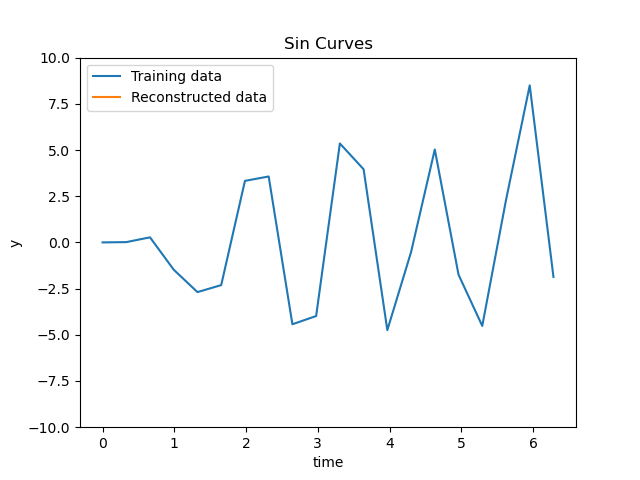 Sin Curves
Training data
Reconstructed data
10.0
7.5
5.0
2.5
0.0
−2.5
−5.0
−7.5
−10.0
y
0 1 2 3 4 5 6
time